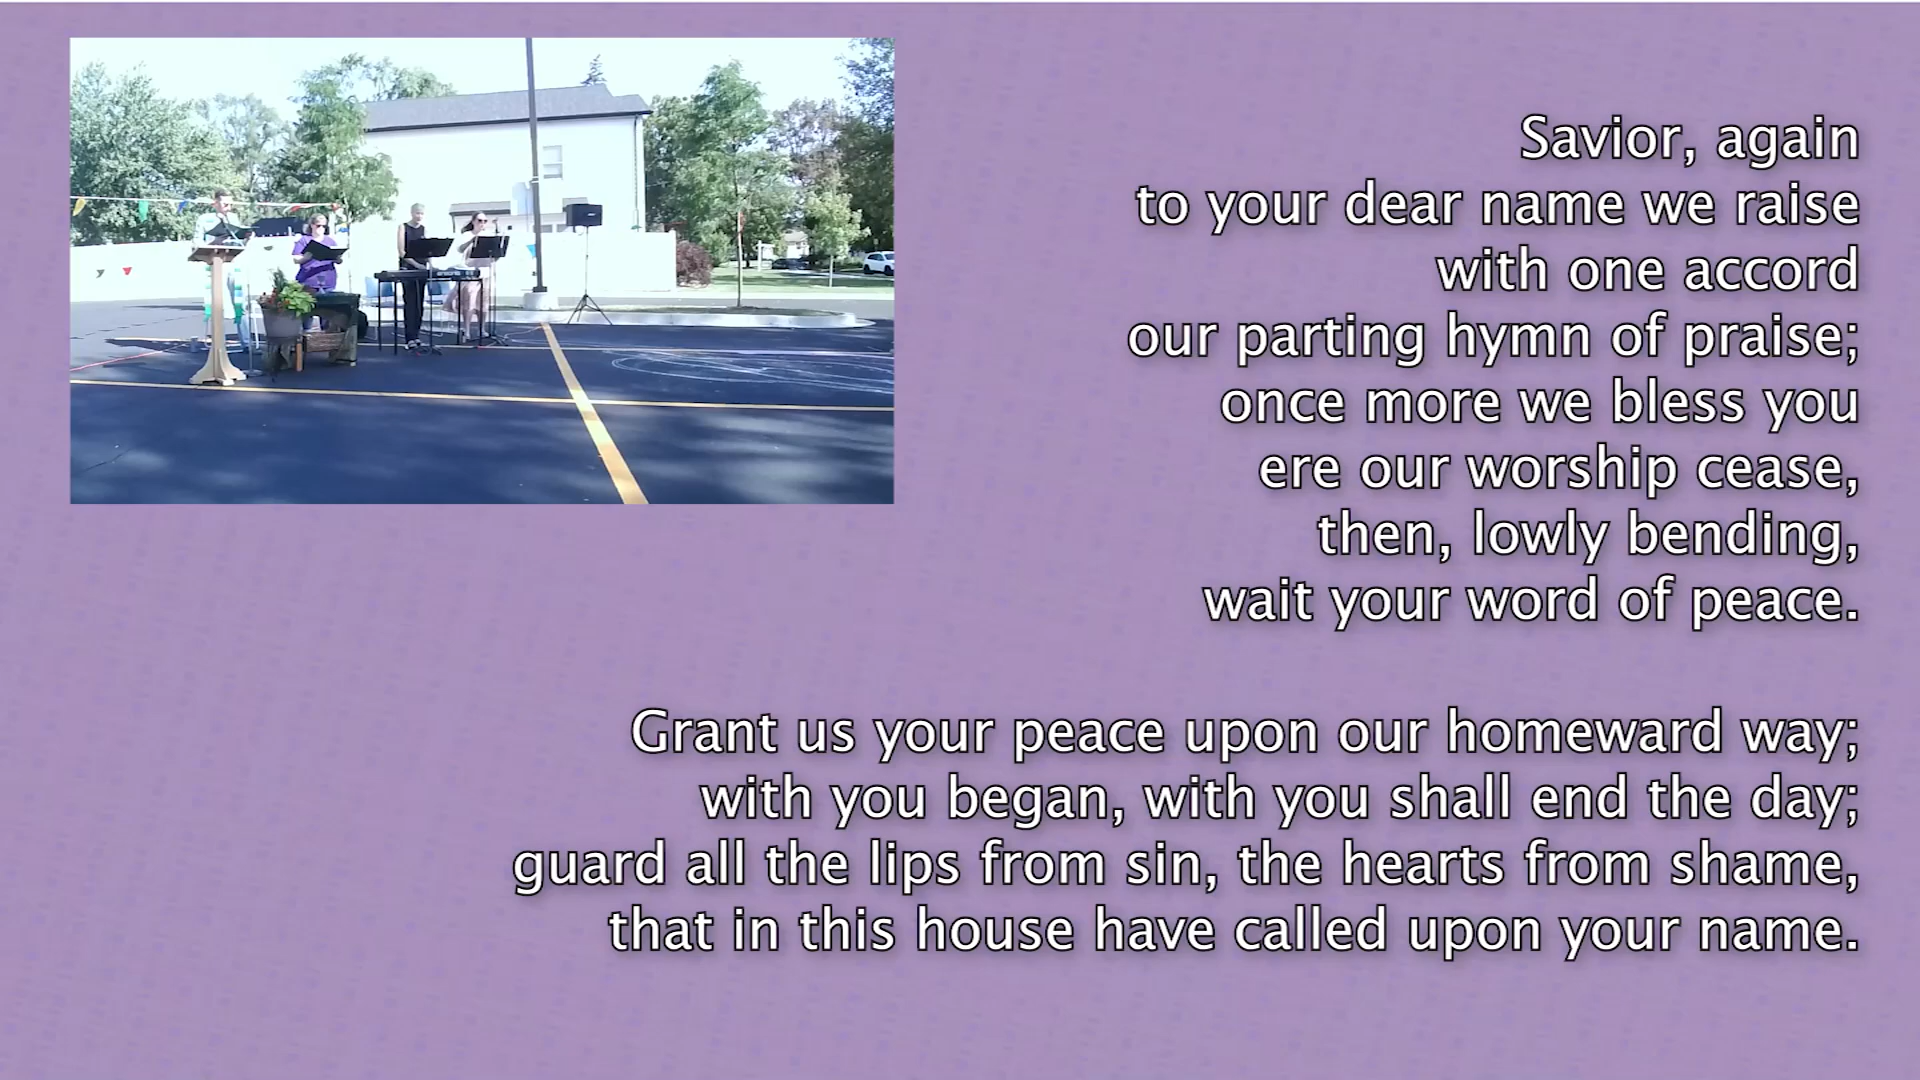 Savior, again
to your dear name we raise
with one accord
our parting hymn of praise;
once more we bless you
ere our worship cease,
then, lowly bending,
wait your word of peace.
Grant us your peace upon our homeward way;
with you began, with you shall end the day;
guard all the lips from sin, the hearts from shame,
that in this house have called upon your name.